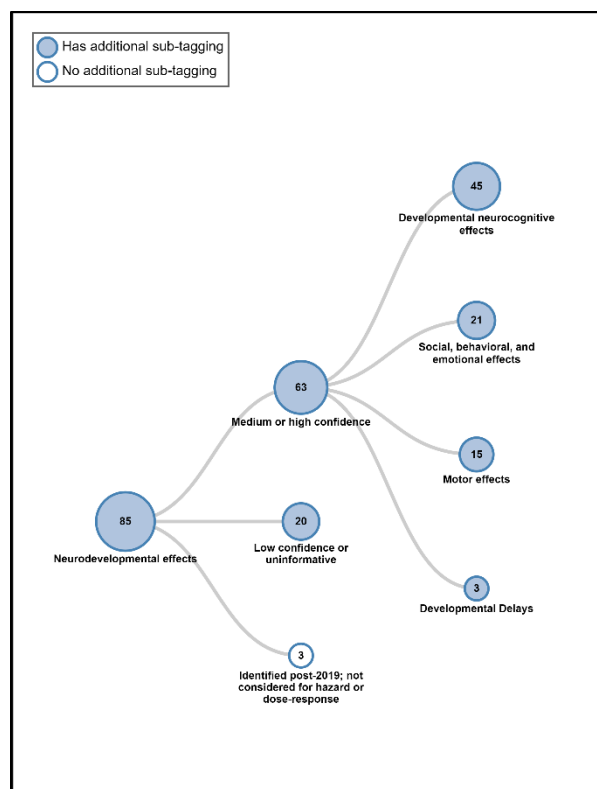 Has additional sub-tagging
No additional sub-tagging
45
Developmental neurocognitive
effects
21
Social, behavioral, and
emotional effects
63
Medium or high confidence
15
Motor effects
85
Neurodevelopmental effects
20
Low confidence or
uninformative
3
Developmental Delays
3
Identified post-2019; not
considered for hazard or
dose-response